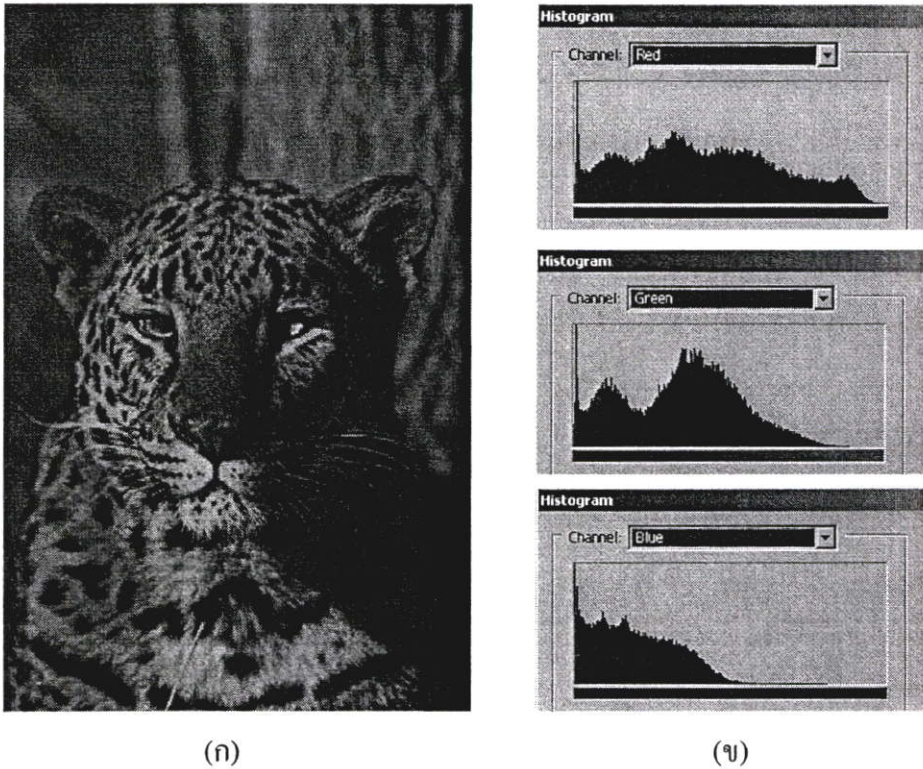 Histogram
Channel: Red
Histogram
Channel: Green
Histogram
Channel: Blue
(ก)
(ข)